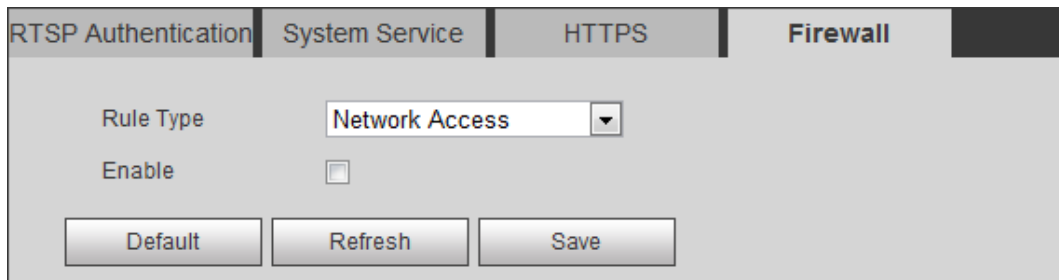 RTSP Authentication System Service HTTPS Firewall
Rule Type Network Access
Enable
Default Refresh Save